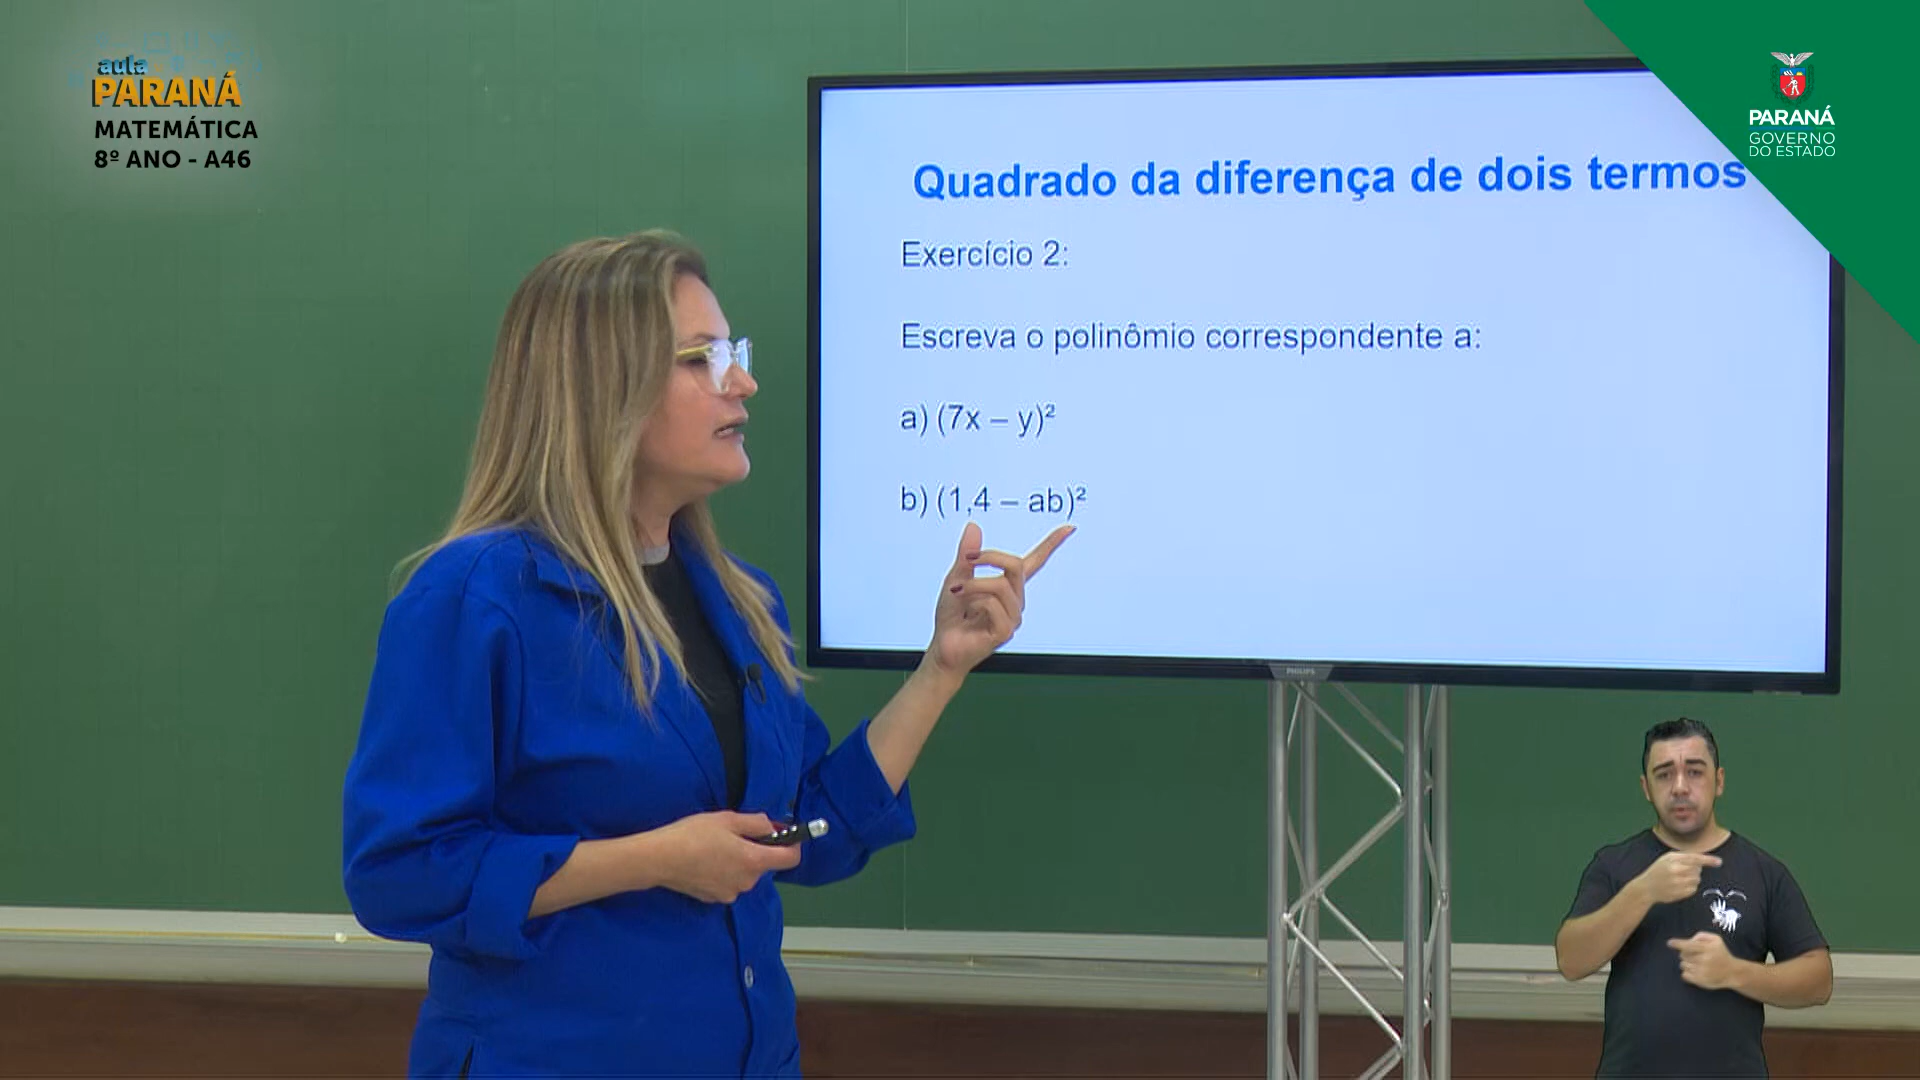 aula
PARANÁ
MATEMÁTICA
8º ANO - A46
PARANÁ
GOVERNO
DO ESTADO
Quadrado da diferença de dois termos
Exercício 2:
Escreva o polinômio correspondente a:
a) (7x – y)²
b) (1,4 – ab)²
PHILIPS